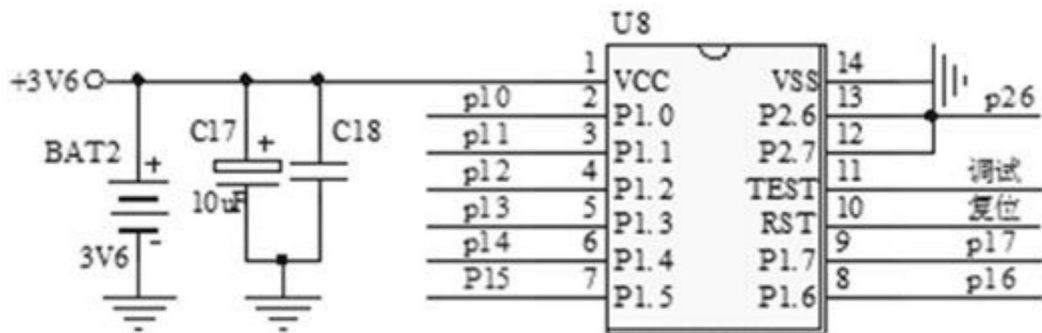 U8
+3V6
BAT2
3V6
C17
10uF
C18
p10
p11
p12
p13
p14
P15
1
2
3
4
5
6
7
VCC
P1.0
P1.1
P1.2
P1.3
P1.4
P1.5
VSS
P2.6
P2.7
TEST
RST
P1.7
P1.6
14
13
12
11
10
9
8
p26
调试
复位
p17
p16